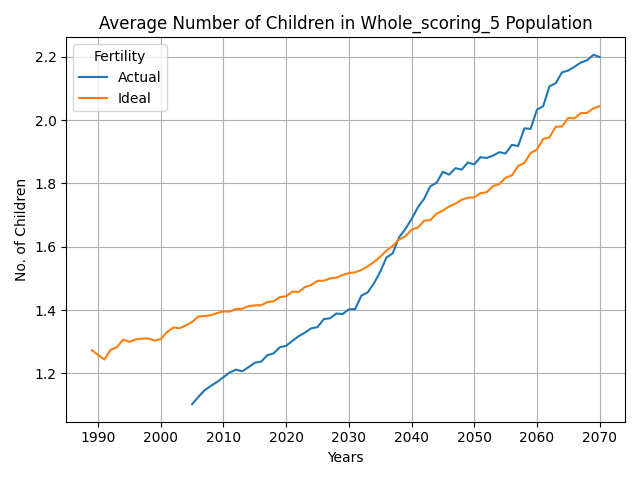 Average Number of Children in Whole_scoring_5 Population
Fertility
Actual
Ideal
No. of Children
2.2
2.0
1.8
1.6
1.4
1.2
1990 2000 2010 2020 2030 2040 2050 2060 2070
Years